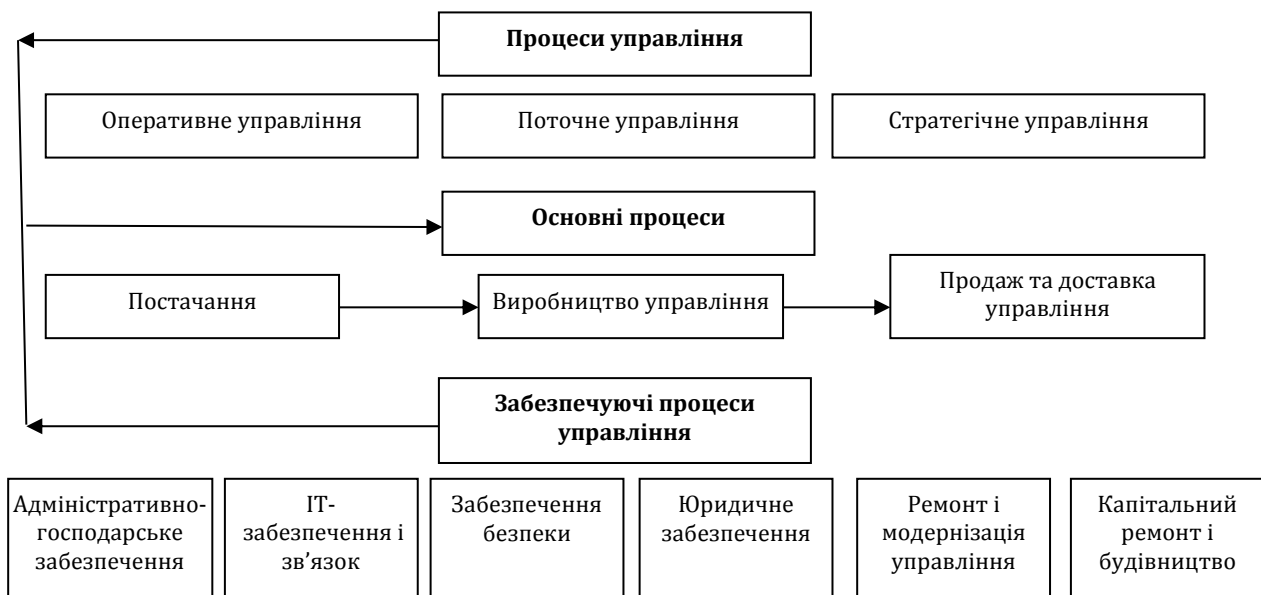 Процеси управління
Оперативне управління
Поточне управління
Стратегічне управління
Основні процеси
Постачання
Виробництво управління
Продаж та доставка
управління
Забезпечуючі процеси
управління
Адміністративно-
господарське
забезпечення
ІТ-
забезпечення і
зв’язок
Забезпечення
безпеки
Юридичне
забезпечення
Ремонт і
модернізація
управління
Капітальний
ремонт і
будівництво